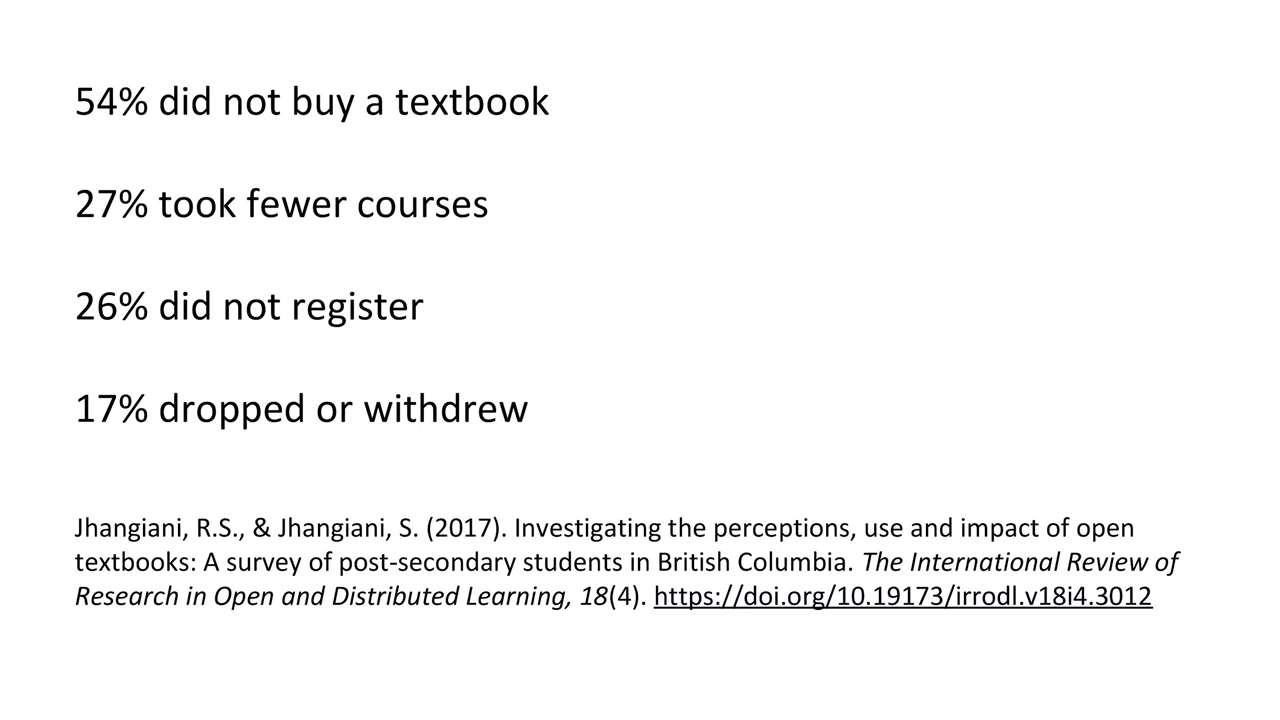 54% did not buy a textbook
27% took fewer courses
26% did not register
17% dropped or withdrew
Jhangiani, R.S., & Jhangiani, S. (2017). Investigating the perceptions, use and impact of open
textbooks: A survey of post-secondary students in British Columbia. The International Review of
Research in Open and Distributed Learning, 18(4). https://doi.org/10.19173/irrodl.v18i4.3012